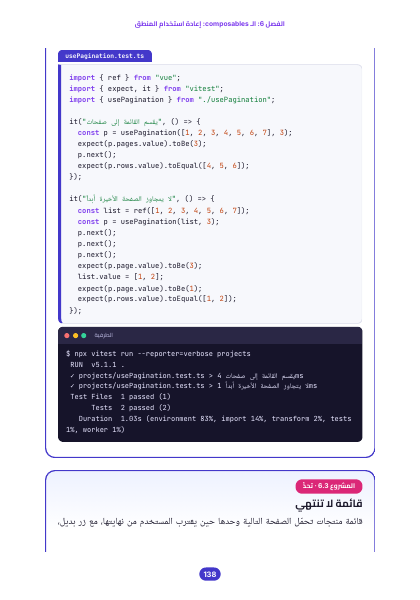 الفصل 6: الـ composables: إعادة استخدام المنطق
usePagination.test.ts
import { ref } from "vue";
import { expect, it } from "vitest";
import { usePagination } from "./usePagination";
it("يقسم القائمة إلى صفحات", () => {
const p = usePagination([1, 2, 3, 4, 5, 6, 7], 3);
expect(p.pages.value).toBe(3);
p.next();
expect(p.rows.value).toEqual([4, 5, 6]);
});
it("لا يتجاوز الصفحة الأخيرة أبداً", () => {
const list = ref([1, 2, 3, 4, 5, 6, 7]);
const p = usePagination(list, 3);
p.next();
p.next();
p.next();
expect(p.page.value).toBe(3);
list.value = [1, 2];
expect(p.page.value).toBe(1);
expect(p.rows.value).toEqual([1, 2]);
});
الطرفية
$ npx vitest run --reporter=verbose projects
RUN v5.1.1 .
✓ projects/usePagination.test.ts > يقسم القائمة إلى صفحات 4ms
✓ projects/usePagination.test.ts > لا يتجاوز الصفحة الأخيرة أبداً 1ms
Test Files 1 passed (1)
Tests 2 passed (2)
Duration 1.03s (environment 83%, import 14%, transform 2%, tests
1%, worker 1%)
المشروع 6.3 · تحدٍّ
قائمة لا تنتهي
قائمة منتجات تحمّل الصفحة التالية وحدها حين يقترب المستخدم من نهايتها، مع زر بديل،
138